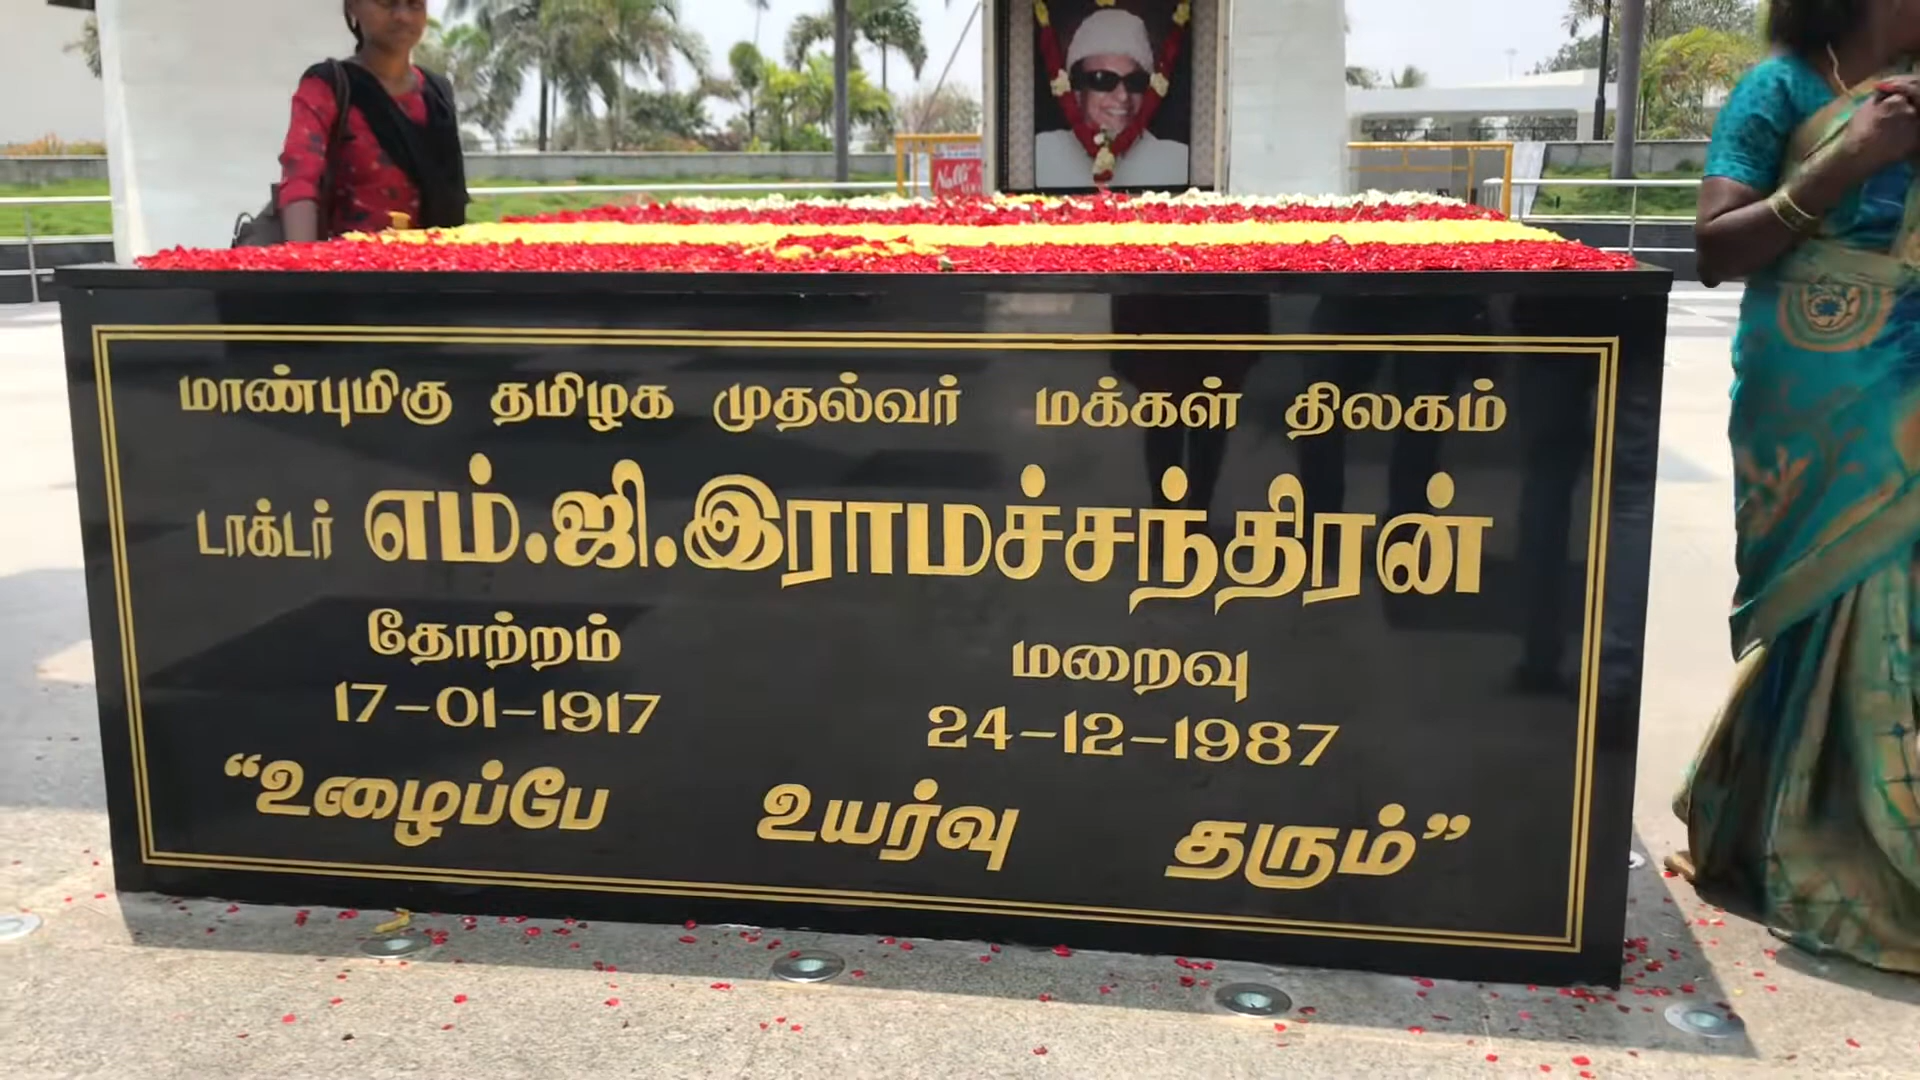 Nalli
மாண்புமிகு தமிழக முதல்வர் மக்கள் திலகம்
டாக்டர் எம்.ஜி.இராமச்சந்திரன்
தோற்றம் மறைவு
17-01-1917 24-12-1987
“உழைப்பே உயர்வு தரும்”